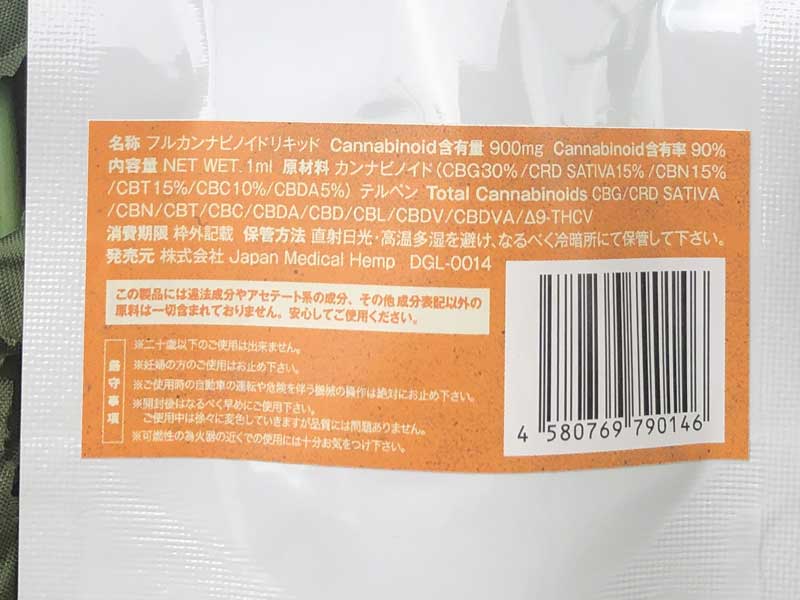 名称 フルカンナビノイドリキッド Cannabinoid含有量 900mg Cannabinoid含有率 90%
内容量 NET WET. 1ml 原材料 カンナビノイド(CBG30%/CRD SATIVA15%/CBN15%
/CBT15%/CBC10%/CBDA5%) テルペン Total Cannabinoids CBG/CRD SATIVA
/CBN/CBT/CBC/CBDA/CBD/CBL/CBDV/CBDVA/Δ9-THCV
消費期限 枠外記載 保管方法 直射日光・高温多湿を避け、なるべく冷暗所にて保管して下さい。
発売元 株式会社 Japan Medical Hemp DGL-0014
この製品には違法成分やアセテート系の成分、その他成分表記以外の
原料は一切含まれておりません。安心してご使用ください。
厳守事項
※二十歳以下のご使用は出来ません。
※妊婦の方のご使用はお止め下さい。
※ご使用時の自動車の運転や危険を伴う機械の操作は絶対にお止め下さい。
※開封後はなるべく早めにご使用下さい。
ご使用中は徐々に変色していきますが品質には問題ありません。
※可燃性の為火器の近くでの使用には十分お気をつけ下さい。
4 580769 790146